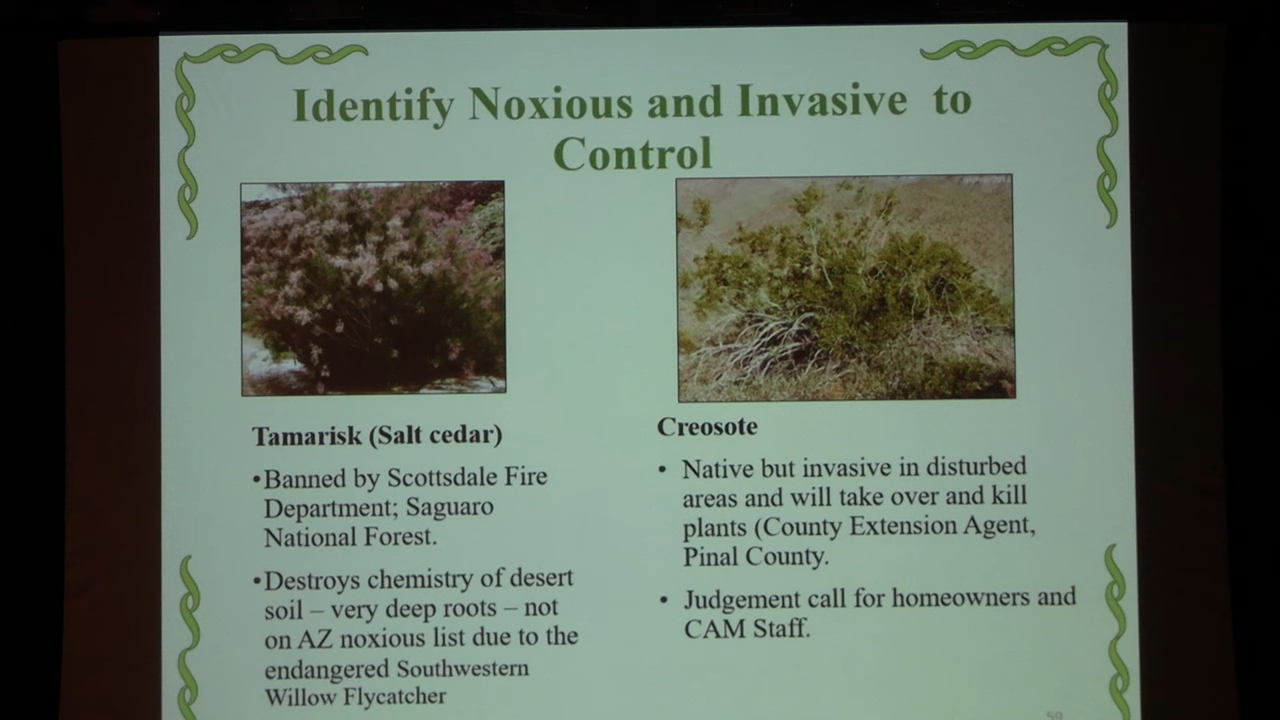 Identify Noxious and Invasive to
Control
Tamarisk (Salt cedar)
•Banned by Scottsdale Fire
Department; Saguaro
National Forest.
•Destroys chemistry of desert
soil – very deep roots – not
on AZ noxious list due to the
endangered Southwestern
Willow Flycatcher
Creosote
• Native but invasive in disturbed
areas and will take over and kill
plants (County Extension Agent,
Pinal County.
• Judgement call for homeowners and
CAM Staff.
59